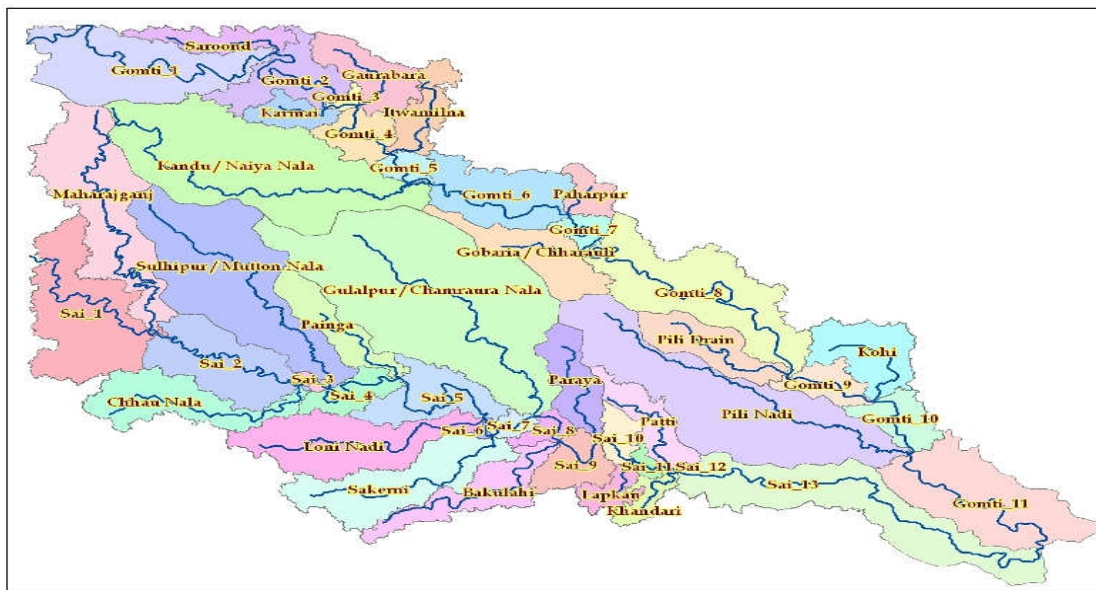 Saroond
Gomti_1
Gomti_2
Gaurabara
Gomti_3
Karmai
Itwamilna
Gomti_4
Kandu / Naiya Nala
Gomti_5
Maharajganj
Gomti_6
Paharpur
Gomti_7
Gobaria / Chharauli
Sulhipur / Mutton Nala
Gulalpur / Chamraura Nala
Gomti_8
Sai_1
Painga
Pili Drain
Kohi
Sai_2
Paraya
Sai_3
Gomti_9
Chhau Nala
Sai_4
Sai_5
Patti
Pili Nadi
Gomti_10
Sai_6
Sai_7
Sai_8
Loni Nadi
Sai_10
Sai_9
Sai_11
Sai_12
Sai_13
Sakerni
Bakulahi
Lapkan
Khandari
Gomti_11